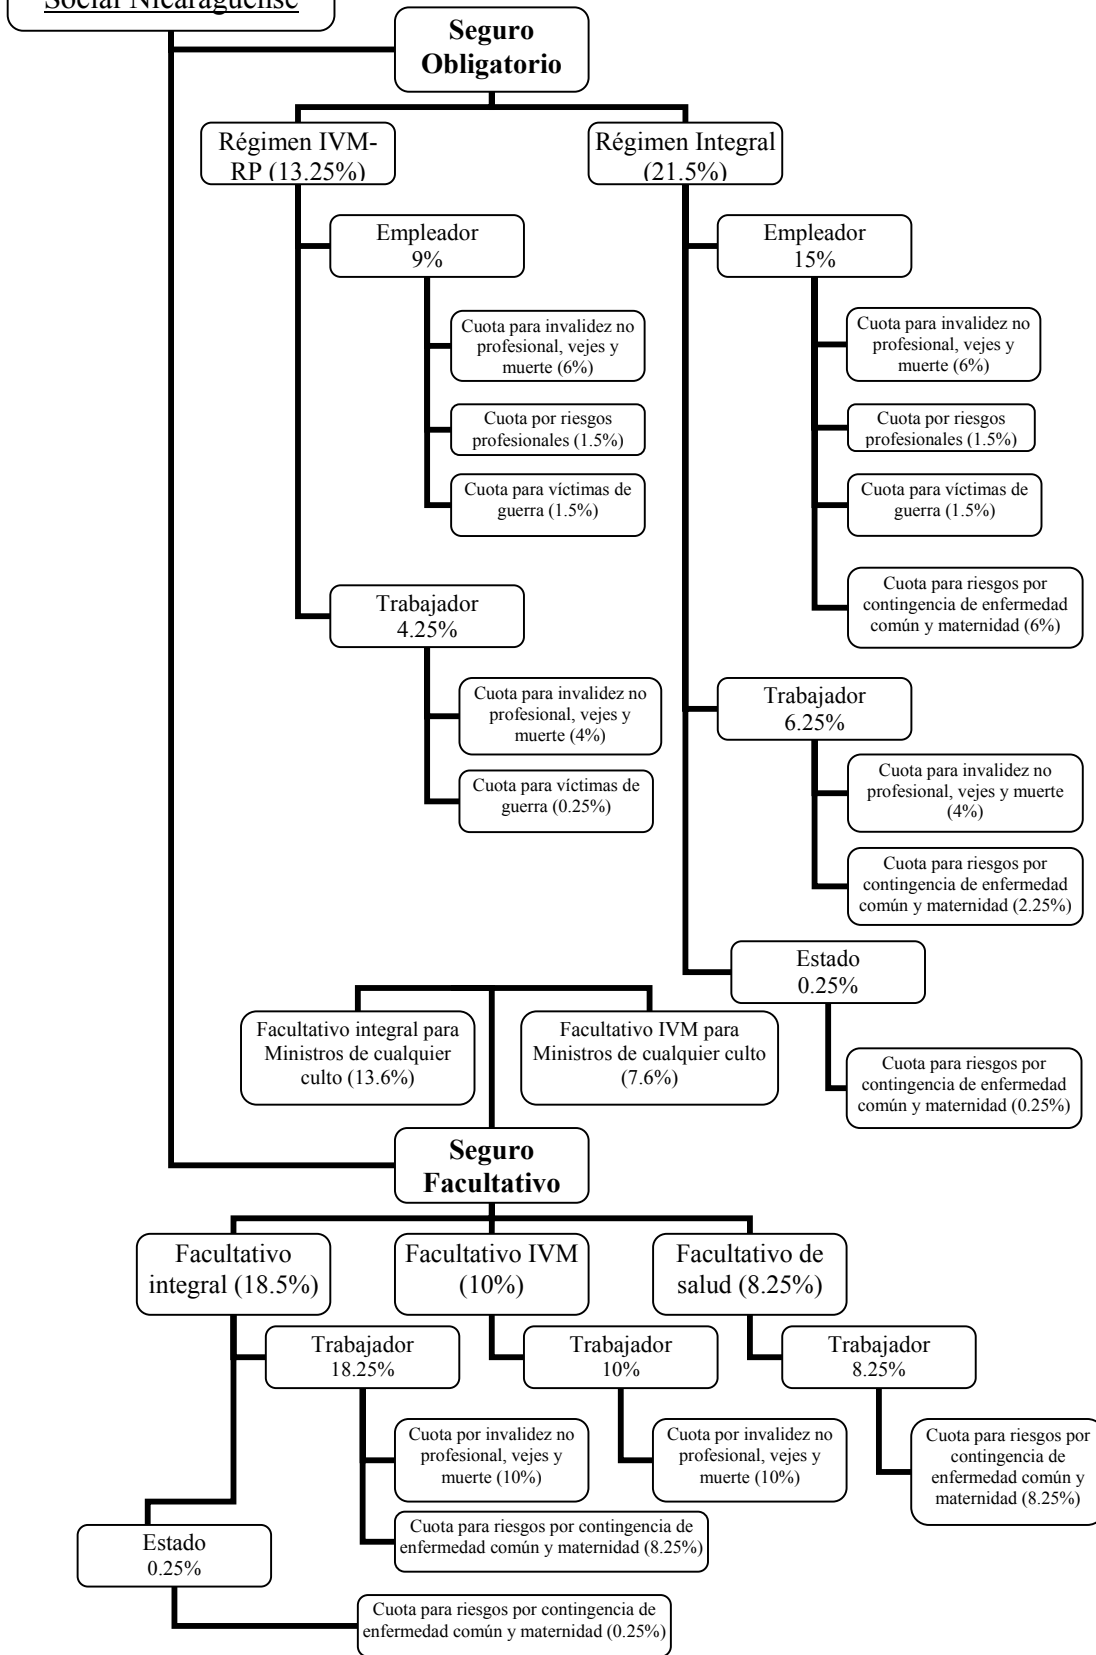 Social Nicaragüense
Seguro
Obligatorio
Régimen IVM-
RP (13.25%)
Empleador
9%
Cuota para invalidez no
profesional, vejes y
muerte (6%)
Cuota por riesgos
profesionales (1.5%)
Cuota para víctimas de
guerra (1.5%)
Trabajador
4.25%
Cuota para invalidez no
profesional, vejes y
muerte (4%)
Cuota para víctimas de
guerra (0.25%)
Régimen Integral
(21.5%)
Empleador
15%
Cuota para invalidez no
profesional, vejes y
muerte (6%)
Cuota por riesgos
profesionales (1.5%)
Cuota para víctimas de
guerra (1.5%)
Cuota para riesgos por
contingencia de enfermedad
común y maternidad (6%)
Trabajador
6.25%
Cuota para invalidez no
profesional, vejes y muerte
(4%)
Cuota para riesgos por
contingencia de enfermedad
común y maternidad (2.25%)
Estado
0.25%
Cuota para riesgos por
contingencia de enfermedad
común y maternidad (0.25%)
Facultativo integral para
Ministros de cualquier
culto (13.6%)
Facultativo IVM para
Ministros de cualquier culto
(7.6%)
Seguro
Facultativo
Facultativo
integral (18.5%)
Trabajador
18.25%
Cuota por invalidez no
profesional, vejes y
muerte (10%)
Cuota para riesgos por contingencia de
enfermedad común y maternidad (8.25%)
Estado
0.25%
Cuota para riesgos por contingencia de
enfermedad común y maternidad (0.25%)
Facultativo IVM
(10%)
Trabajador
10%
Cuota por invalidez no
profesional, vejes y
muerte (10%)
Facultativo de
salud (8.25%)
Trabajador
8.25%
Cuota para riesgos por
contingencia de
enfermedad común y
maternidad (8.25%)